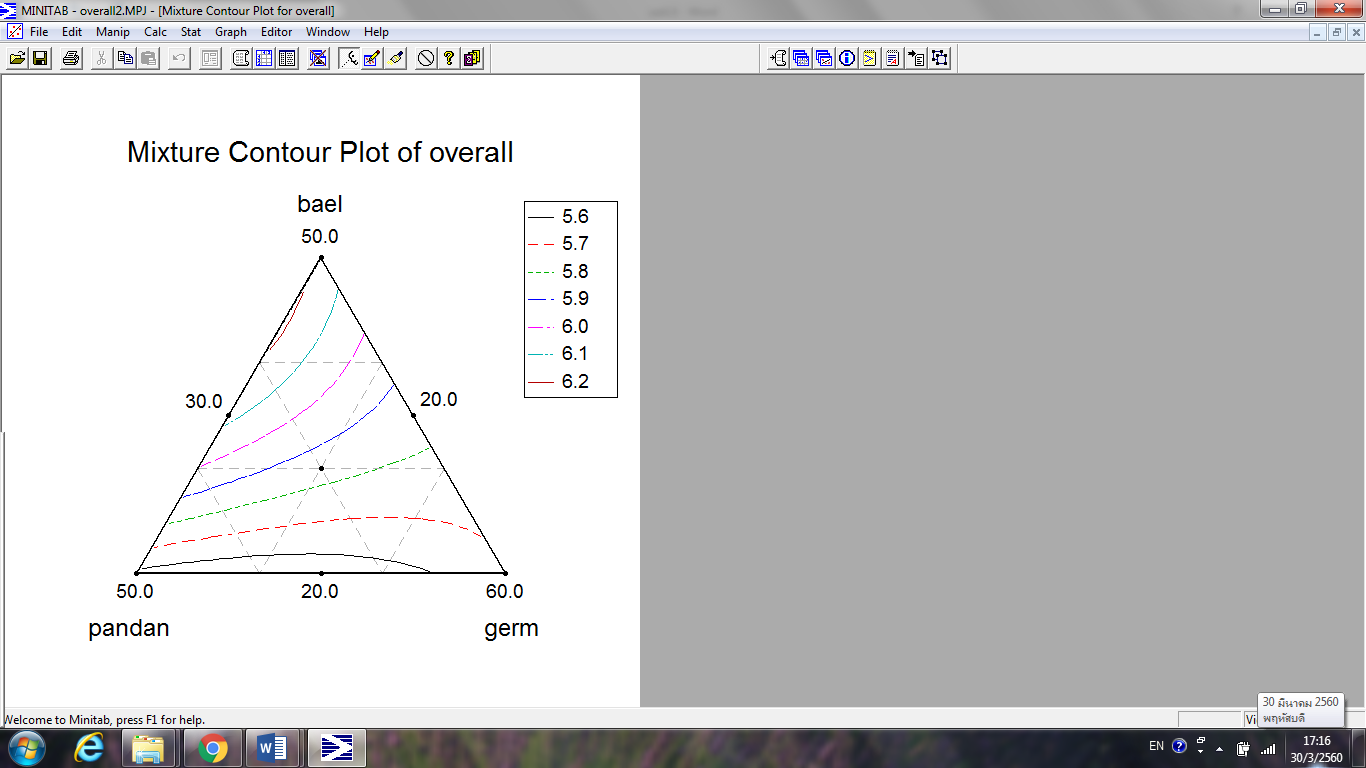 MINITAB - overall2.MPJ - [Mixture Contour Plot for overall]
File Edit Manip Calc Stat Graph Editor Window Help
Mixture Contour Plot of overall
bael
50.0
5.6
5.7
5.8
5.9
6.0
6.1
6.2
30.0
20.0
50.0
20.0
60.0
pandan
germ
Welcome to Minitab, press F1 for help.
30 มีนาคม 2560
พฤหัสบดี
EN
17:16
30/3/2560